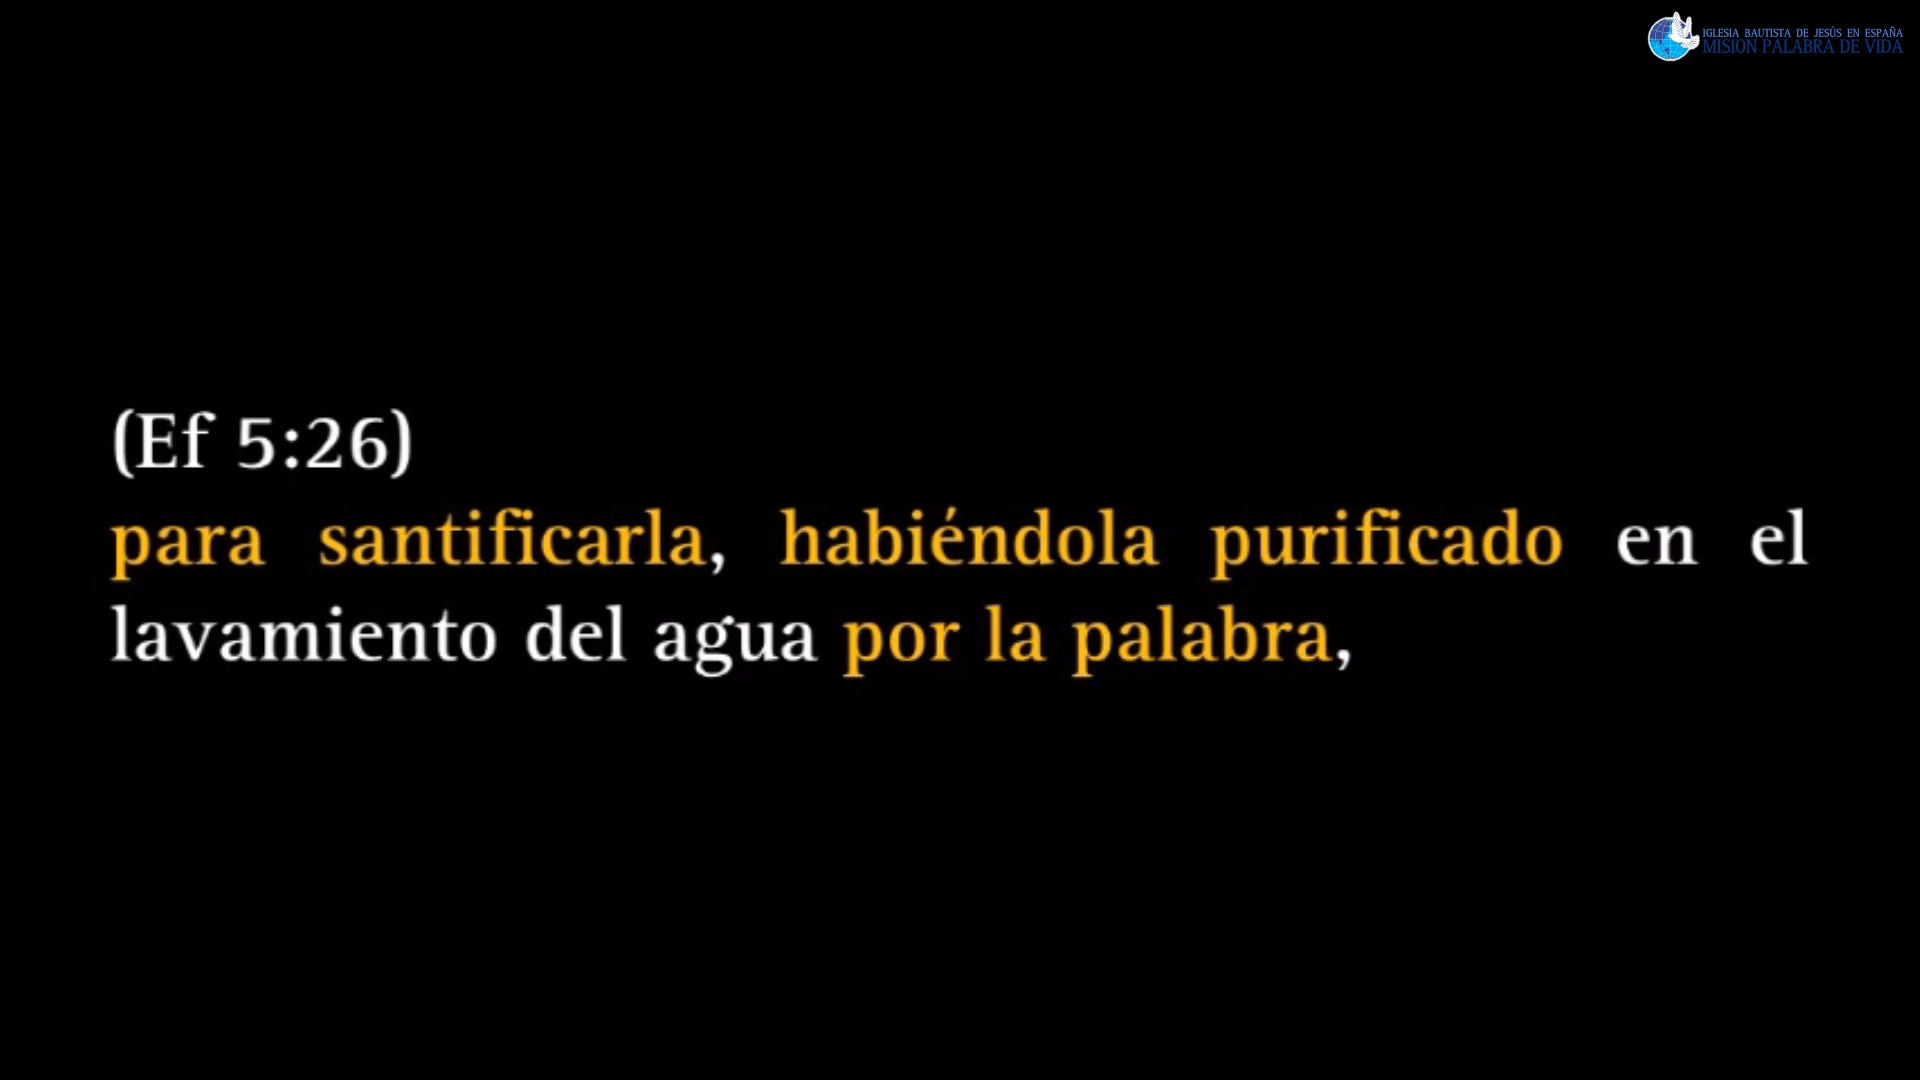 IGLESIA BAUTISTA DE JESÚS EN ESPAÑA
MISION PALABRA DE VIDA
(Ef 5:26)
para santificarla, habiéndola purificado en el
lavamiento del agua por la palabra,